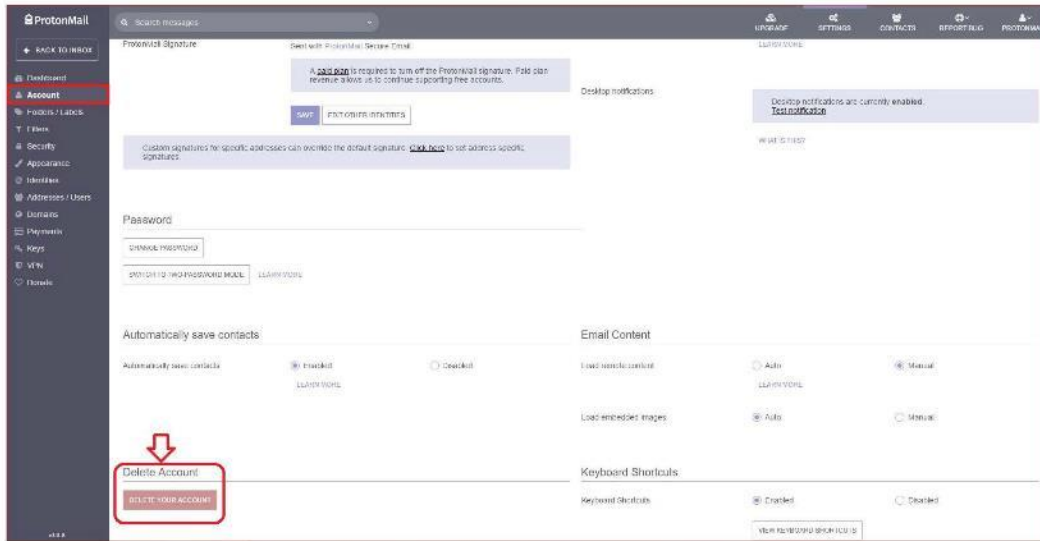 ProtonMail
Search messages
UPGRADE
SETTINGS
CONTACTS
REPORT BUG
BACK TO INBOX
Dashboard
Account
Folders / Labels
Filters
Security
Appearance
Identities
Addresses / Users
Domains
Payments
Keys
VPN
Donate
ProtonMail Signature
Sent with ProtonMail Secure Email
A paid plan is required to turn off the ProtonMail signature. Paid plan
revenue allows us to continue supporting free accounts.
SAVE
EDIT OTHER IDENTITIES
Custom signatures for specific addresses can override the default signature. Click here to set address specific
signatures.
LEARN MORE
Desktop notifications
Desktop notifications are currently enabled.
Test notification
WHAT IS THIS?
Password
CHANGE PASSWORD
SWITCH TO TWO-PASSWORD MODE
LEARN MORE
Automatically save contacts
Automatically save contacts
Enabled
Disabled
LEARN MORE
Email Content
Load remote content
Auto
Manual
LEARN MORE
Load embedded images
Auto
Manual
Delete Account
DELETE YOUR ACCOUNT
Keyboard Shortcuts
Keyboard Shortcuts
Enabled
Disabled
VIEW KEYBOARD SHORTCUTS